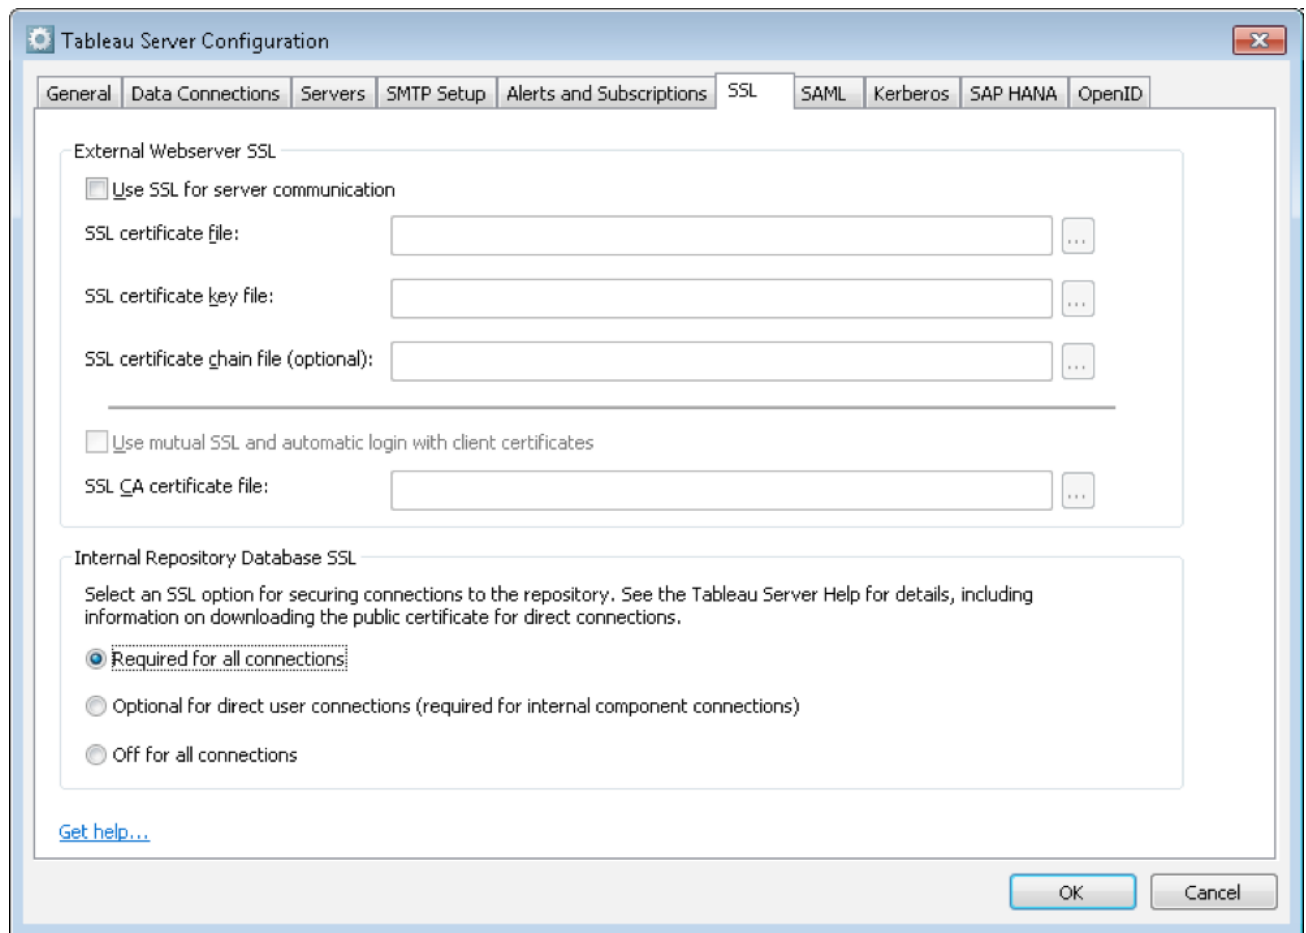 Tableau Server Configuration
General Data Connections Servers SMTP Setup Alerts and Subscriptions SSL SAML Kerberos SAP HANA OpenID
External Webserver SSL
Use SSL for server communication
SSL certificate file:
...
SSL certificate key file:
...
SSL certificate chain file (optional):
...
Use mutual SSL and automatic login with client certificates
SSL CA certificate file:
...
Internal Repository Database SSL
Select an SSL option for securing connections to the repository. See the Tableau Server Help for details, including
information on downloading the public certificate for direct connections.
Required for all connections
Optional for direct user connections (required for internal component connections)
Off for all connections
Get help...
OK Cancel